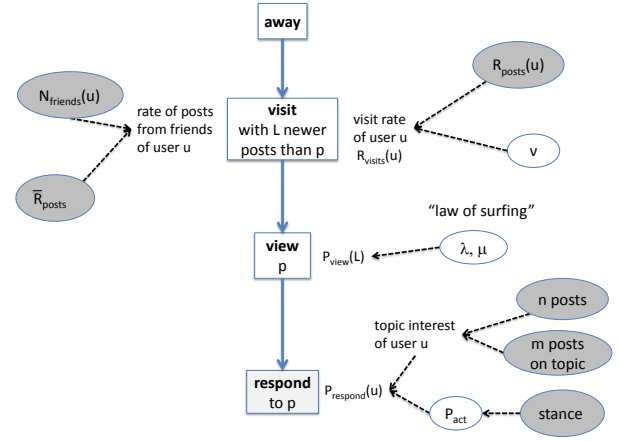 away
R_posts(u)
N_friends(u)
rate of posts
from friends
of user u
visit
with L newer
posts than p
visit rate
of user u
R_visits(u)
ν
R̅_posts
"law of surfing"
view
p
P_view(L)
λ, μ
n posts
topic interest
of user u
m posts
on topic
respond
to p
P_respond(u)
P_act
stance